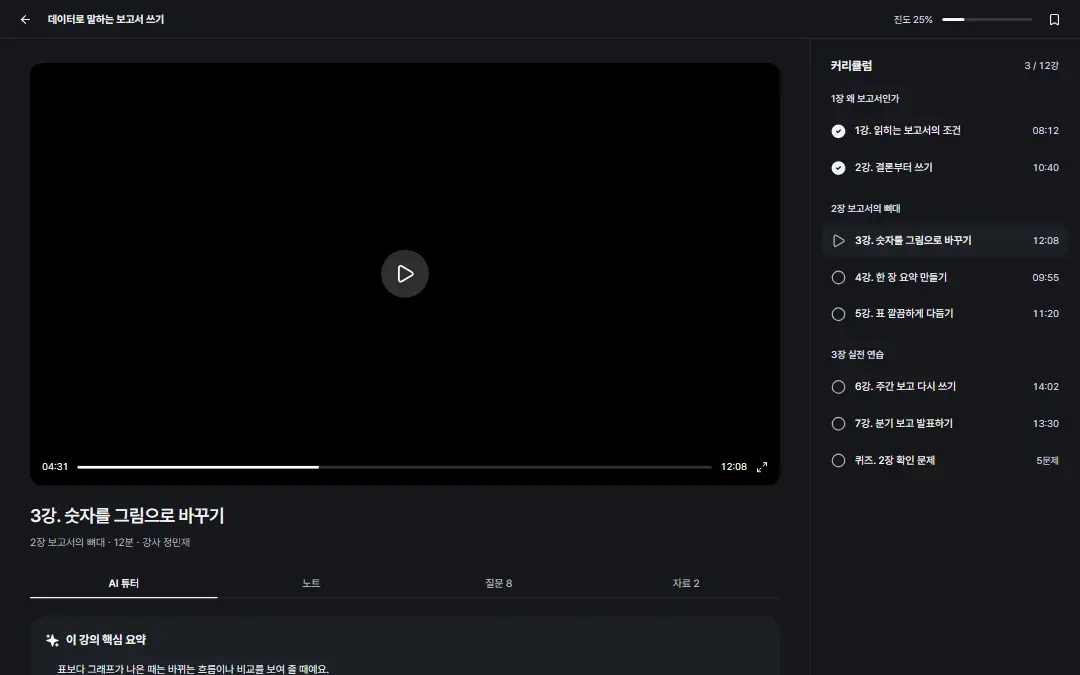 데이터로 말하는 보고서 쓰기
진도 25%
04:31
12:08
3강. 숫자를 그림으로 바꾸기
2장 보고서의 뼈대 · 12분 · 강사 정민재
AI 튜터
노트
질문 8
자료 2
이 강의 핵심 요약
표보다 그래프가 나은 때는 바뀌는 흐름이나 비교를 보여 줄 때예요.
커리큘럼
3 / 12강
1장 왜 보고서인가
1강. 읽히는 보고서의 조건 08:12
2강. 결론부터 쓰기 10:40
2장 보고서의 뼈대
3강. 숫자를 그림으로 바꾸기 12:08
4강. 한 장 요약 만들기 09:55
5강. 표 깔끔하게 다듬기 11:20
3장 실전 연습
6강. 주간 보고 다시 쓰기 14:02
7강. 분기 보고 발표하기 13:30
퀴즈. 2장 확인 문제 5문제